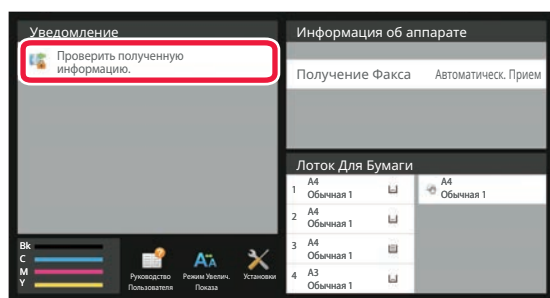 Уведомление
Проверить полученную
информацию.
Информация об аппарате
Получение Факса Автоматическ. Прием
Лоток Для Бумаги
1 A4
Обычная 1
A4
Обычная 1
2 A4
Обычная 1
3 A4
Обычная 1
4 A3
Обычная 1
Bk
C
M
Y
Руководство
Пользователя
Режим Увелич.
Показа
Установки